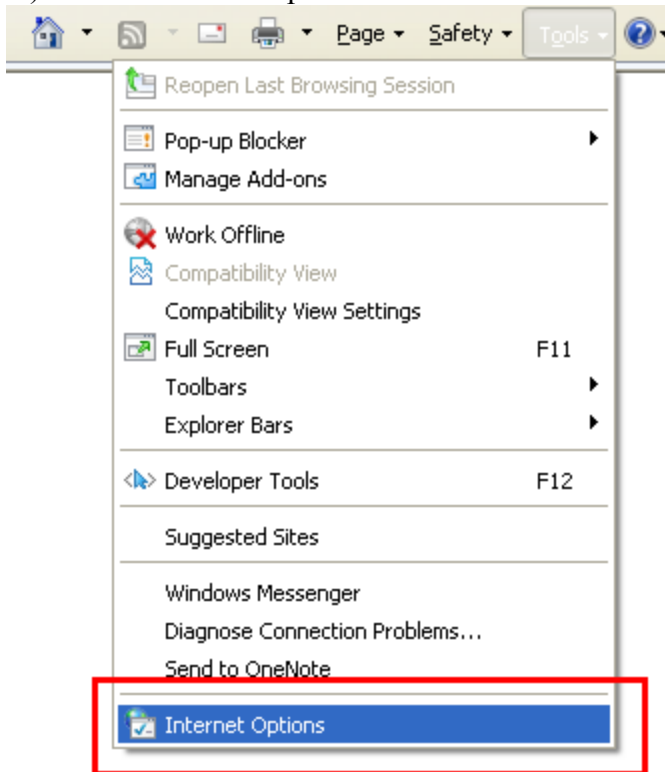 Page Safety Tools
Reopen Last Browsing Session
Pop-up Blocker
Manage Add-ons
Work Offline
Compatibility View
Compatibility View Settings
Full Screen F11
Toolbars
Explorer Bars
Developer Tools F12
Suggested Sites
Windows Messenger
Diagnose Connection Problems...
Send to OneNote
Internet Options